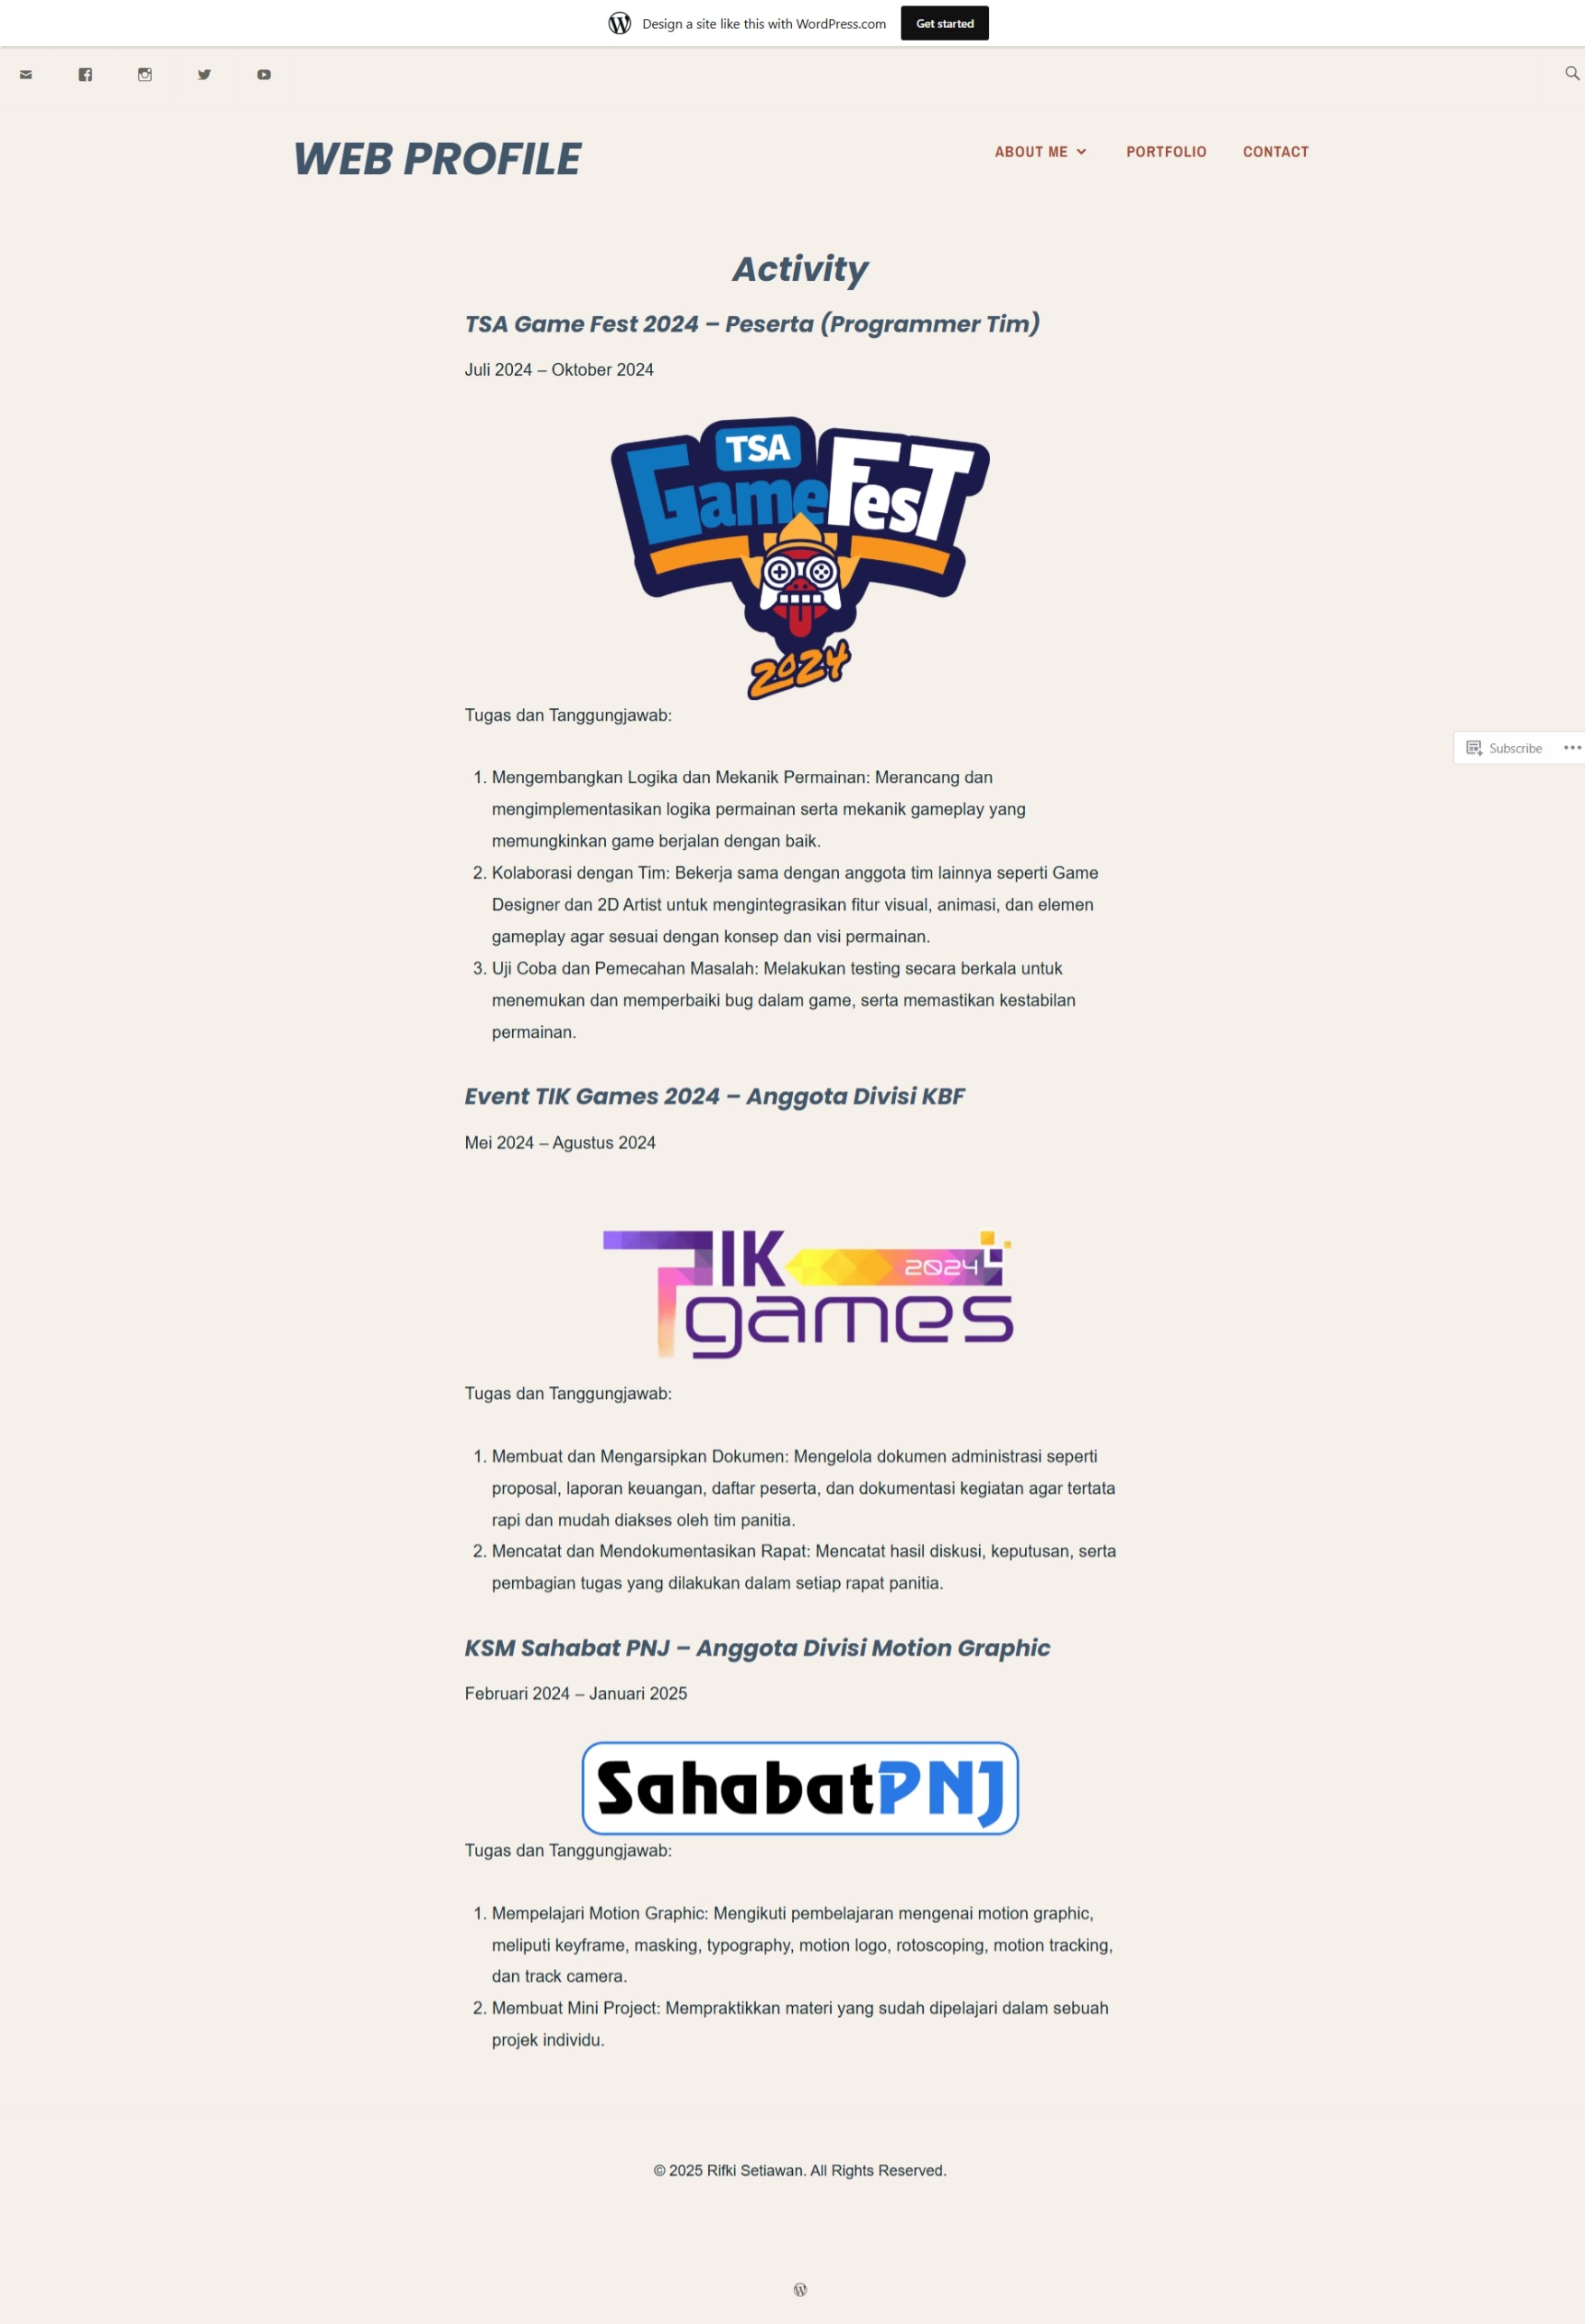 Design a site like this with WordPress.com
Get started
WEB PROFILE
ABOUT ME
PORTFOLIO
CONTACT
Activity
TSA Game Fest 2024 – Peserta (Programmer Tim)
Juli 2024 – Oktober 2024
TSA
GameFesT
2024
Tugas dan Tanggungjawab:
1. Mengembangkan Logika dan Mekanik Permainan: Merancang dan
mengimplementasikan logika permainan serta mekanik gameplay yang
memungkinkan game berjalan dengan baik.
2. Kolaborasi dengan Tim: Bekerja sama dengan anggota tim lainnya seperti Game
Designer dan 2D Artist untuk mengintegrasikan fitur visual, animasi, dan elemen
gameplay agar sesuai dengan konsep dan visi permainan.
3. Uji Coba dan Pemecahan Masalah: Melakukan testing secara berkala untuk
menemukan dan memperbaiki bug dalam game, serta memastikan kestabilan
permainan.
Subscribe
Event TIK Games 2024 – Anggota Divisi KBF
Mei 2024 – Agustus 2024
TIK
2024
games
Tugas dan Tanggungjawab:
1. Membuat dan Mengarsipkan Dokumen: Mengelola dokumen administrasi seperti
proposal, laporan keuangan, daftar peserta, dan dokumentasi kegiatan agar tertata
rapi dan mudah diakses oleh tim panitia.
2. Mencatat dan Mendokumentasikan Rapat: Mencatat hasil diskusi, keputusan, serta
pembagian tugas yang dilakukan dalam setiap rapat panitia.
KSM Sahabat PNJ – Anggota Divisi Motion Graphic
Februari 2024 – Januari 2025
SahabatPNJ
Tugas dan Tanggungjawab:
1. Mempelajari Motion Graphic: Mengikuti pembelajaran mengenai motion graphic,
meliputi keyframe, masking, typography, motion logo, rotoscoping, motion tracking,
dan track camera.
2. Membuat Mini Project: Mempraktikkan materi yang sudah dipelajari dalam sebuah
projek individu.
© 2025 Rifki Setiawan. All Rights Reserved.